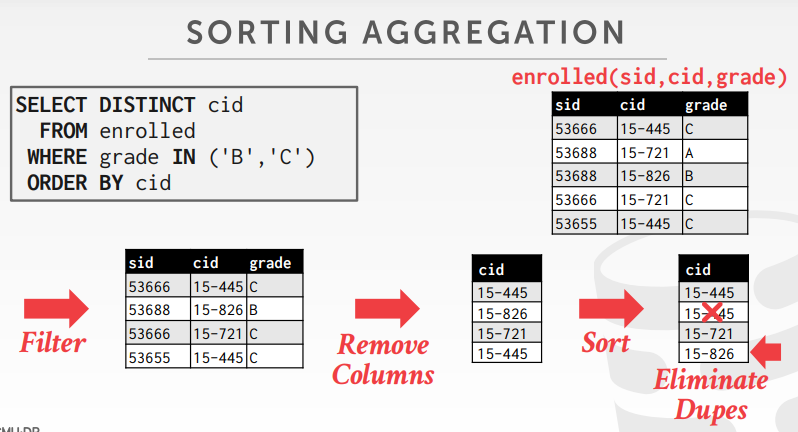 SORTING AGGREGATION
SELECT DISTINCT cid
FROM enrolled
WHERE grade IN ('B','C')
ORDER BY cid
enrolled(sid,cid,grade)
sid cid grade
53666 15-445 C
53688 15-721 A
53688 15-826 B
53666 15-721 C
53655 15-445 C
Filter
sid cid grade
53666 15-445 C
53688 15-826 B
53666 15-721 C
53655 15-445 C
Remove
Columns
cid
15-445
15-826
15-721
15-445
Sort
cid
15-445
15-445
15-721
15-826
Eliminate
Dupes